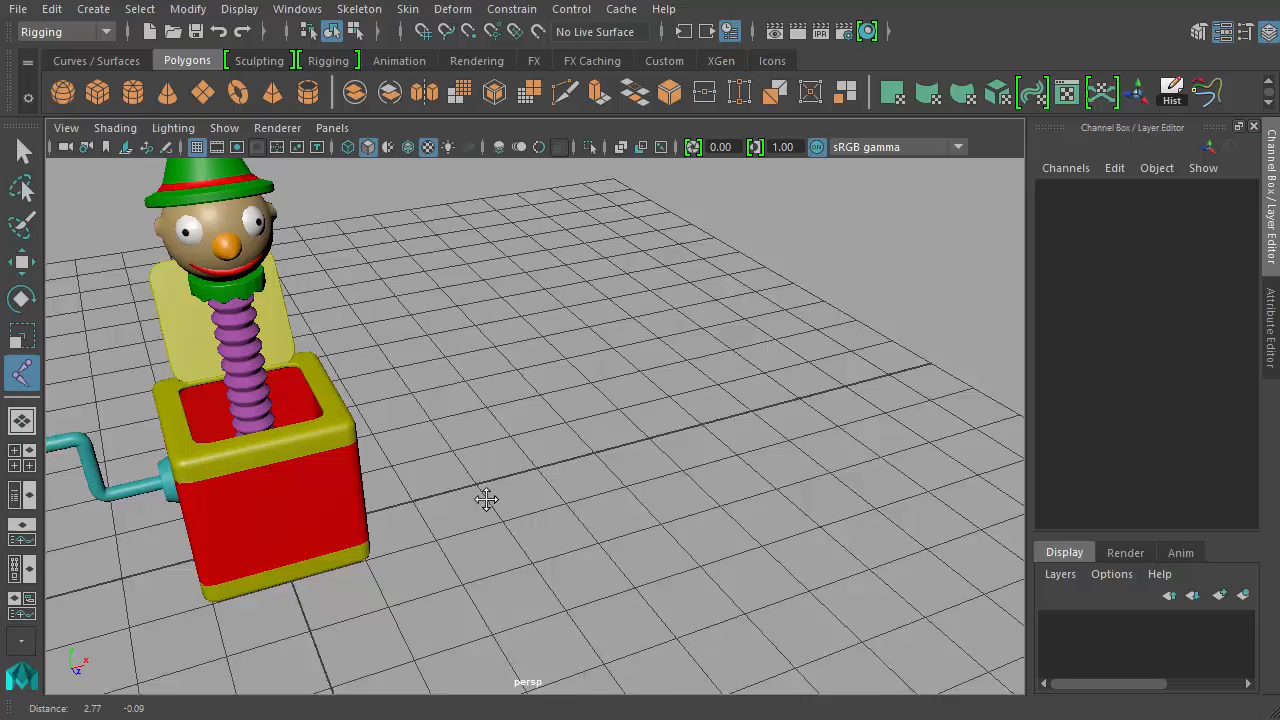 File Edit Create Select Modify Display Windows Skeleton Skin Deform Constrain Control Cache Help
Rigging No Live Surface IPR
Curves / Surfaces Polygons Sculpting Rigging Animation Rendering FX FX Caching Custom XGen Icons
Hist
View Shading Lighting Show Renderer Panels
0.00 1.00 ON sRGB gamma
Channel Box / Layer Editor
Channels Edit Object Show
Channel Box / Layer Editor
Attribute Editor
Display Render Anim
Layers Options Help
y x z
persp
Distance: 2.77 -0.09